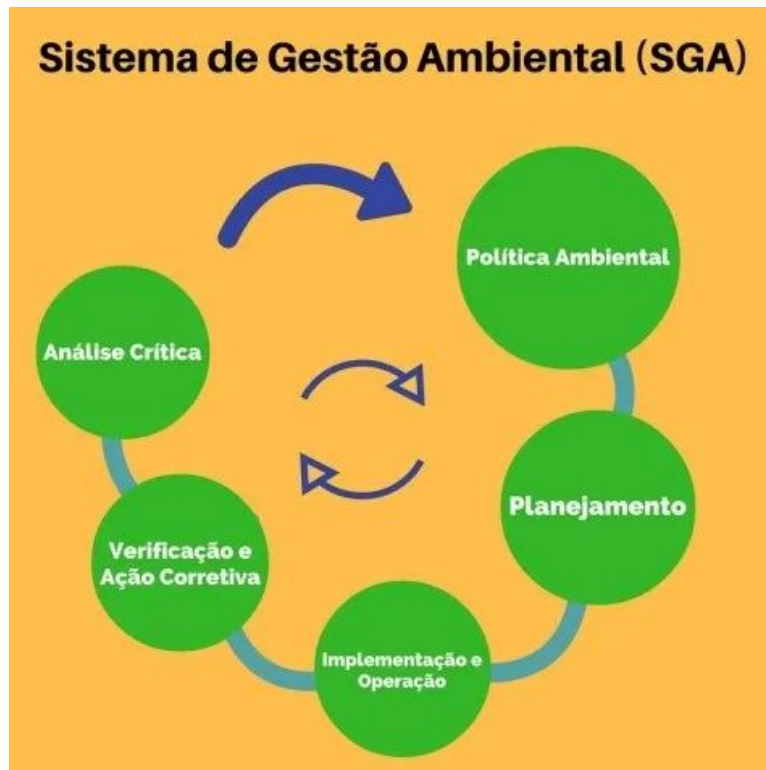 Sistema de Gestão Ambiental (SGA)
Política Ambiental
Planejamento
Implementação e
Operação
Verificação e
Ação Corretiva
Análise Crítica